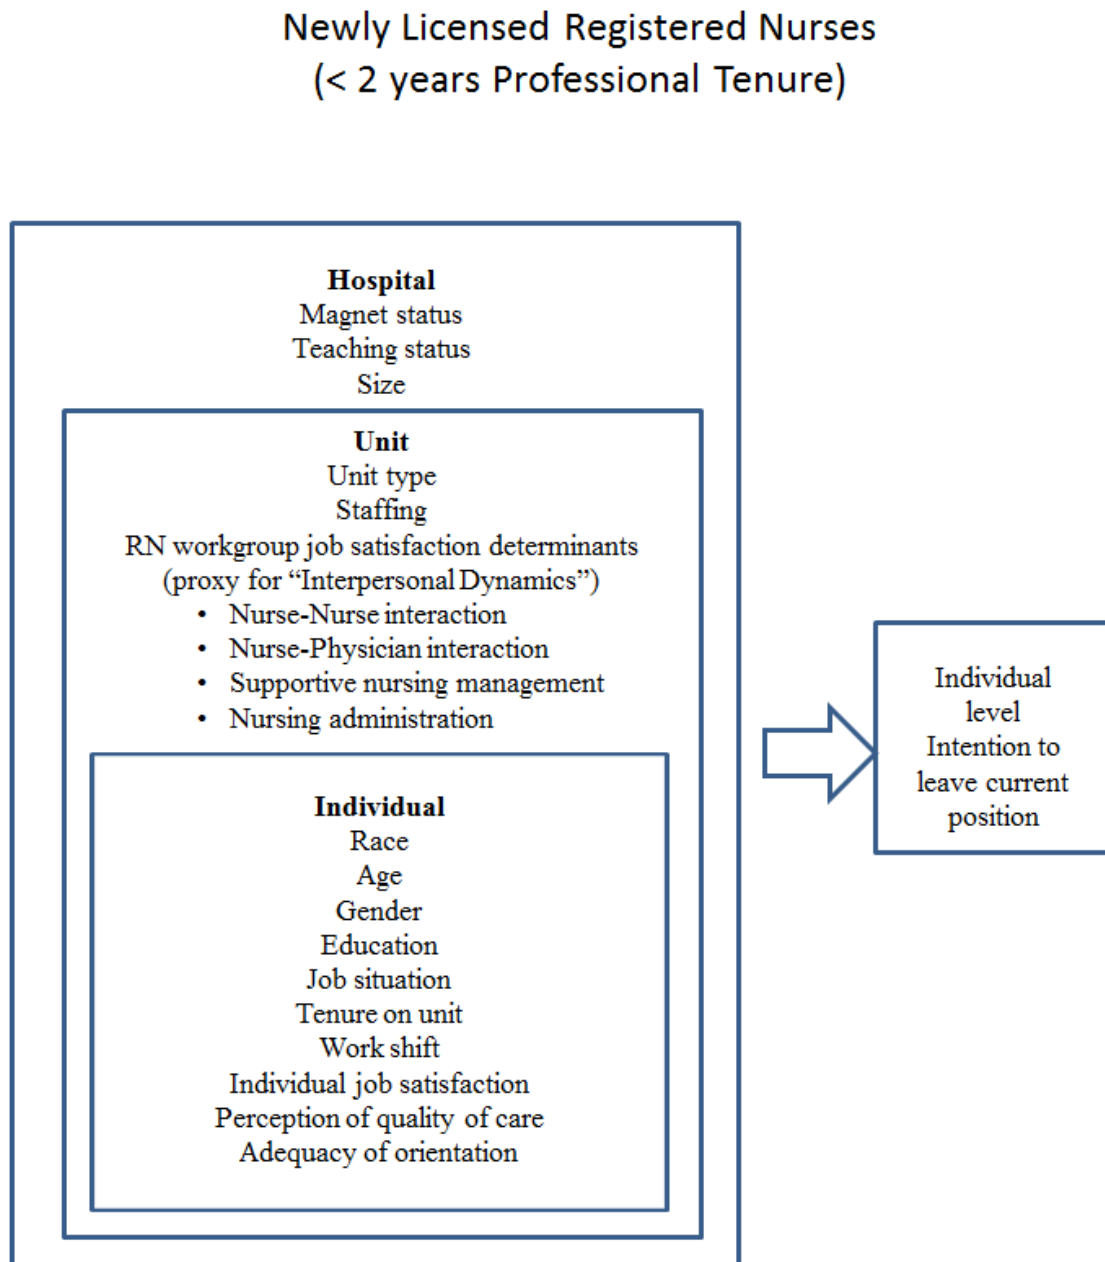 Newly Licensed Registered Nurses
(< 2 years Professional Tenure)
Hospital
Magnet status
Teaching status
Size
Unit
Unit type
Staffing
RN workgroup job satisfaction determinants
(proxy for “Interpersonal Dynamics”)
• Nurse-Nurse interaction
• Nurse-Physician interaction
• Supportive nursing management
• Nursing administration
Individual
Race
Age
Gender
Education
Job situation
Tenure on unit
Work shift
Individual job satisfaction
Perception of quality of care
Adequacy of orientation
Individual
level
Intention to
leave current
position